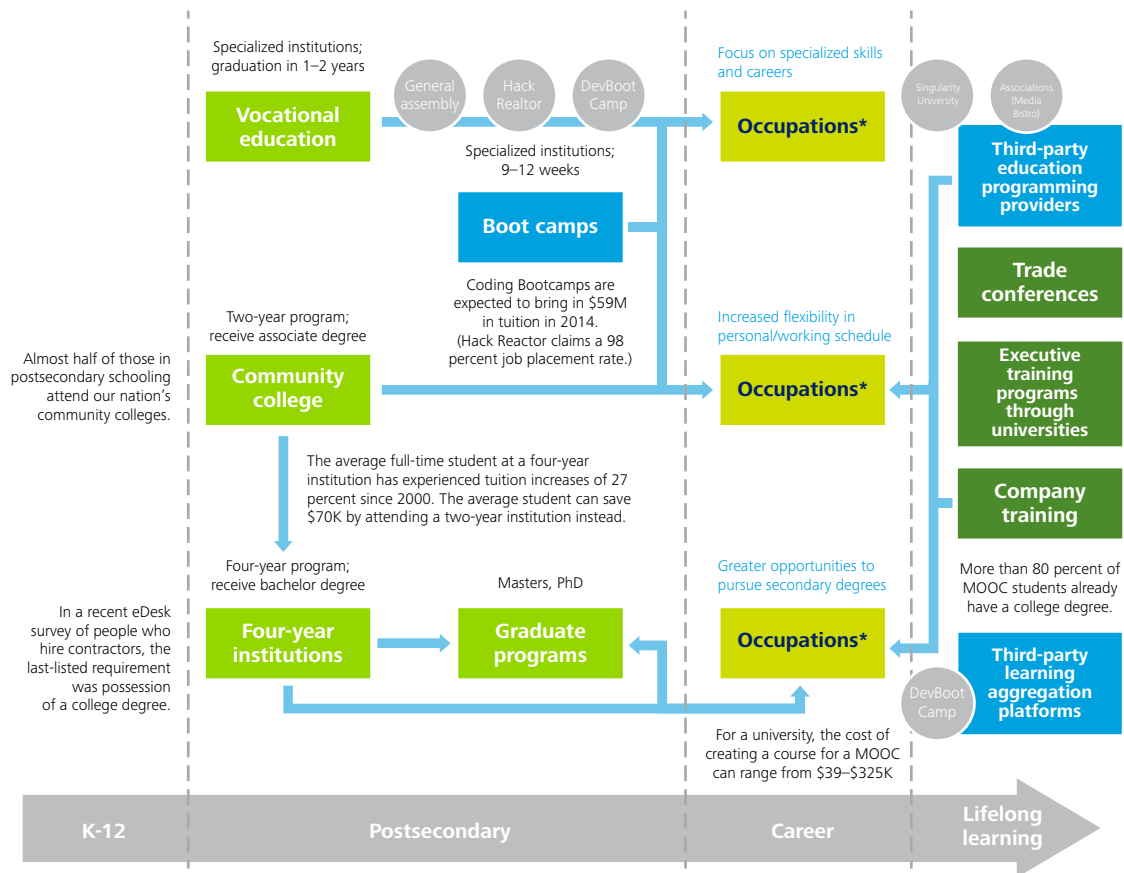 Specialized institutions;
graduation in 1–2 years
Vocational
education
General
assembly
Hack
Realtor
DevBoot
Camp
Specialized institutions;
9–12 weeks
Boot camps
Coding Bootcamps are
expected to bring in $59M
in tuition in 2014.
(Hack Reactor claims a 98
percent job placement rate.)
Focus on specialized skills
and careers
Occupations*
Singularity
University
Associations
(Media
Bistro)
Third-party
education
programming
providers
Trade
conferences
Executive
training
programs
through
universities
Company
training
Almost half of those in
postsecondary schooling
attend our nation’s
community colleges.
Two-year program;
receive associate degree
Community
college
Increased flexibility in
personal/working schedule
Occupations*
The average full-time student at a four-year
institution has experienced tuition increases of 27
percent since 2000. The average student can save
$70K by attending a two-year institution instead.
In a recent eDesk
survey of people who
hire contractors, the
last-listed requirement
was possession
of a college degree.
Four-year program;
receive bachelor degree
Four-year
institutions
Masters, PhD
Graduate
programs
Greater opportunities to
pursue secondary degrees
Occupations*
For a university, the cost of
creating a course for a MOOC
can range from $39–$325K
More than 80 percent of
MOOC students already
have a college degree.
Third-party
learning
aggregation
platforms
DevBoot
Camp
K-12
Postsecondary
Career
Lifelong
learning